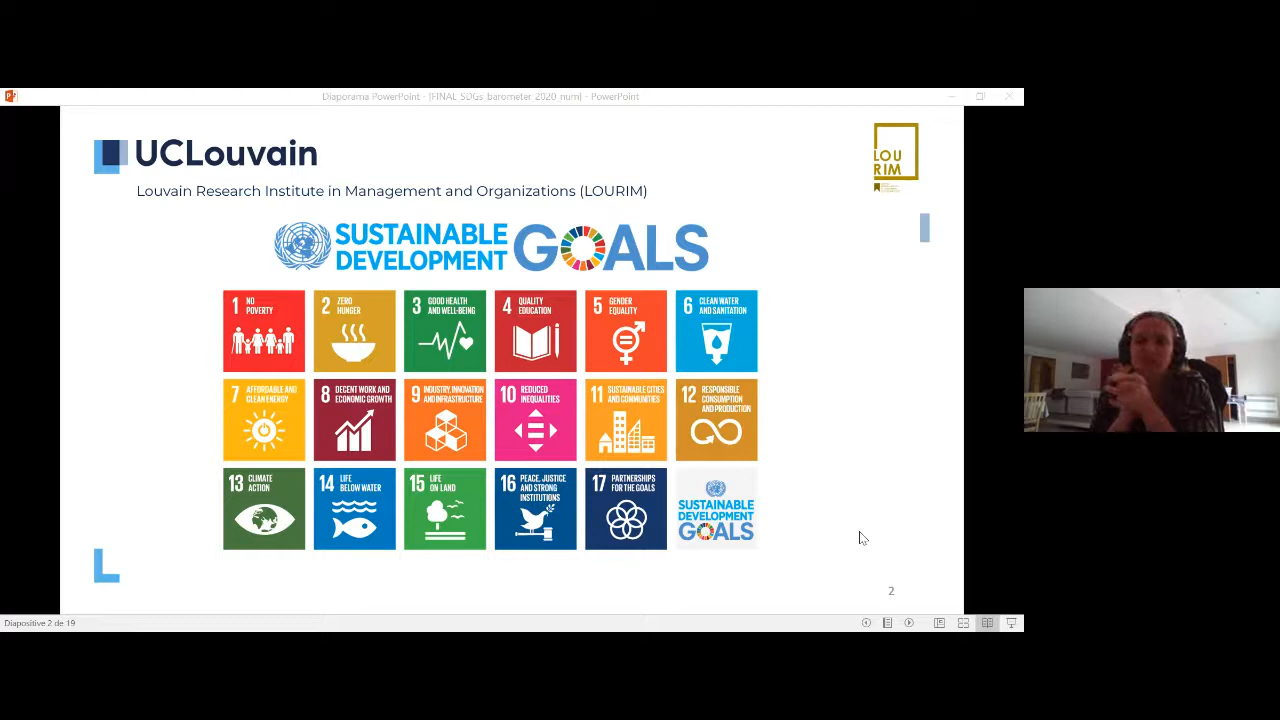 Diaporama PowerPoint - [FINAL_SDGs_barometer_2020_num] - PowerPoint
UCLouvain
LOU
RIM
Louvain Research Institute in Management and Organizations (LOURIM)
SUSTAINABLE
DEVELOPMENT
GOALS
1 NO
POVERTY
2 ZERO
HUNGER
3 GOOD HEALTH
AND WELL-BEING
4 QUALITY
EDUCATION
5 GENDER
EQUALITY
6 CLEAN WATER
AND SANITATION
7 AFFORDABLE AND
CLEAN ENERGY
8 DECENT WORK AND
ECONOMIC GROWTH
9 INDUSTRY, INNOVATION
AND INFRASTRUCTURE
10 REDUCED
INEQUALITIES
11 SUSTAINABLE CITIES
AND COMMUNITIES
12 RESPONSIBLE
CONSUMPTION
AND PRODUCTION
13 CLIMATE
ACTION
14 LIFE
BELOW WATER
15 LIFE
ON LAND
16 PEACE, JUSTICE
AND STRONG
INSTITUTIONS
17 PARTNERSHIPS
FOR THE GOALS
SUSTAINABLE
DEVELOPMENT
GOALS
2
Diapositive 2 de 19